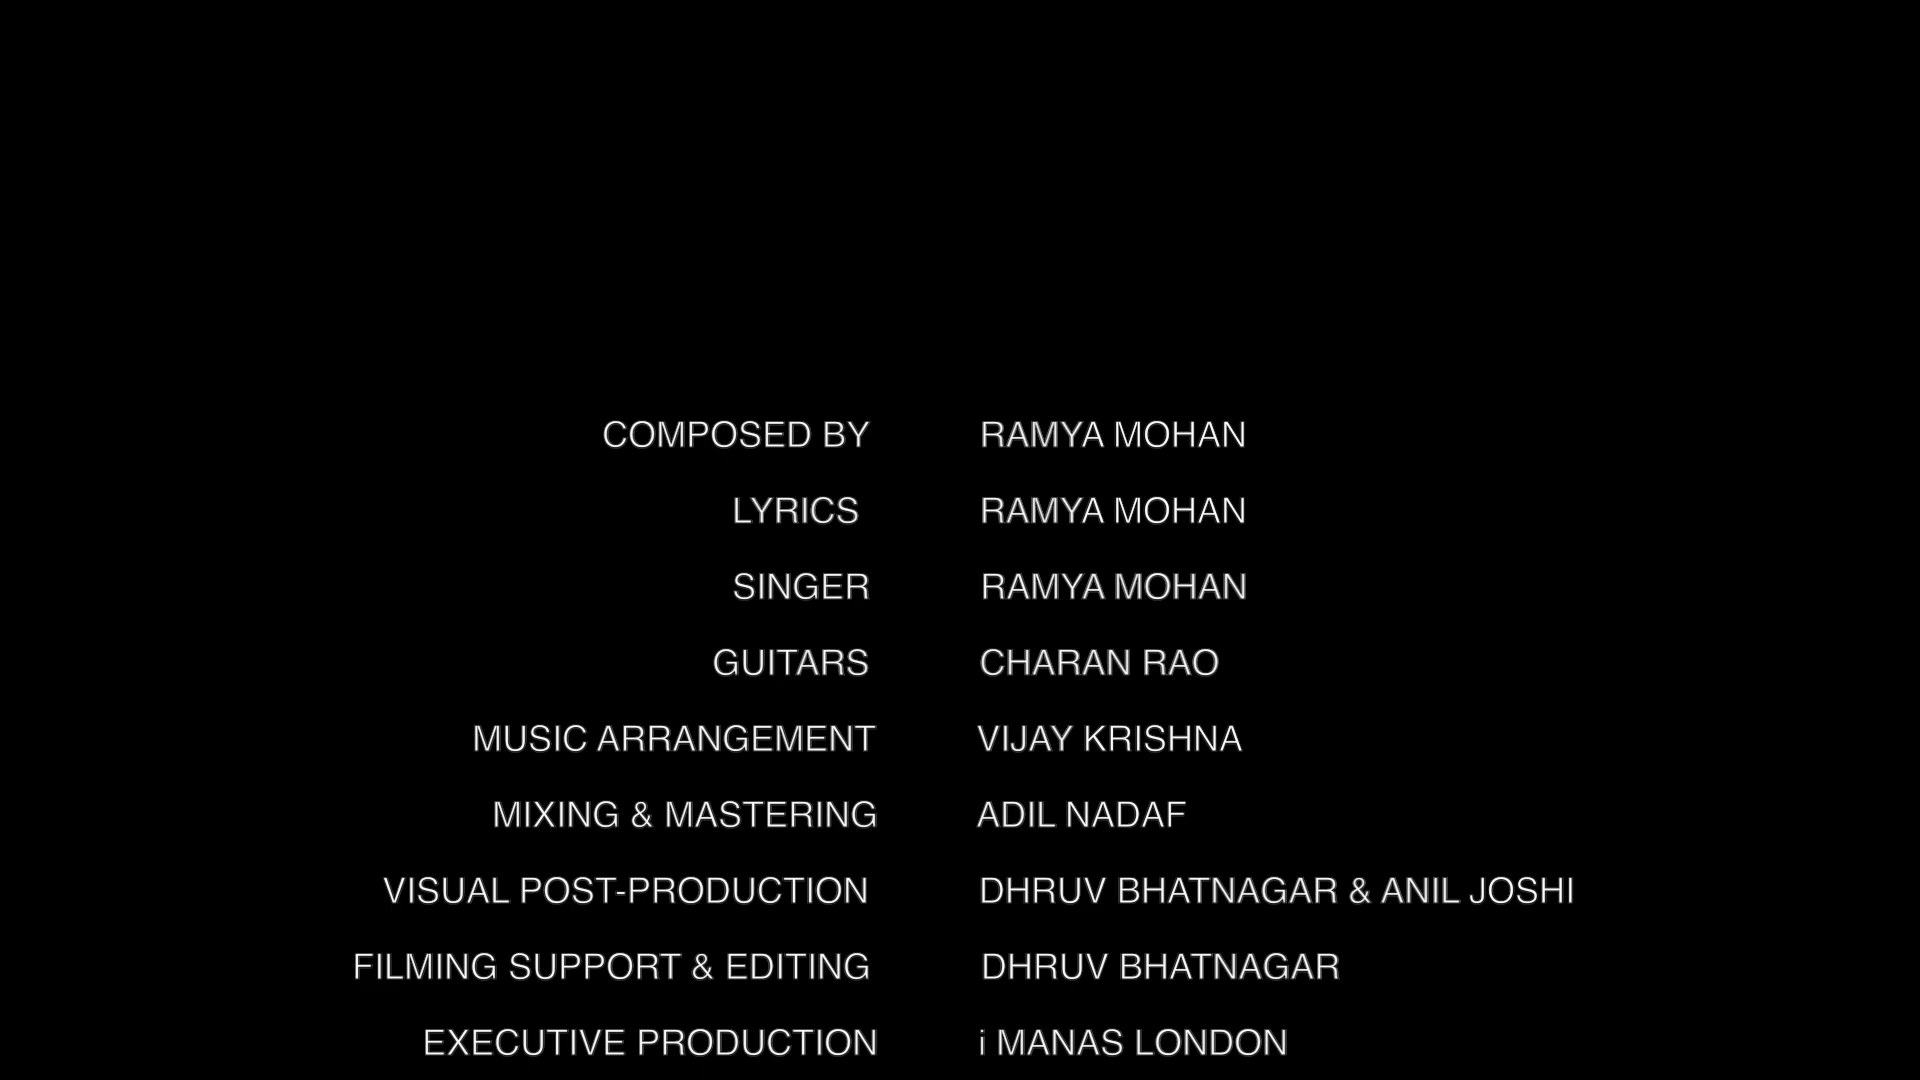 COMPOSED BY RAMYA MOHAN
LYRICS RAMYA MOHAN
SINGER RAMYA MOHAN
GUITARS CHARAN RAO
MUSIC ARRANGEMENT VIJAY KRISHNA
MIXING & MASTERING ADIL NADAF
VISUAL POST-PRODUCTION DHRUV BHATNAGAR & ANIL JOSHI
FILMING SUPPORT & EDITING DHRUV BHATNAGAR
EXECUTIVE PRODUCTION i MANAS LONDON